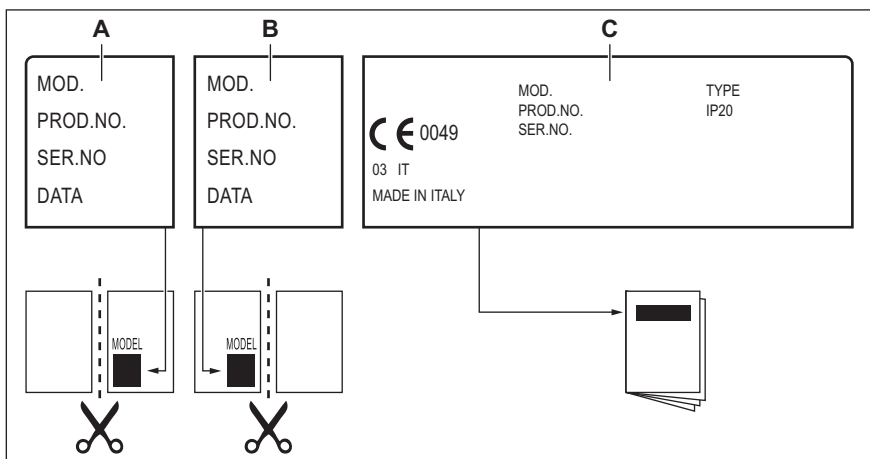 A
B
C
MOD.
PROD.NO.
SER.NO
DATA
MOD.
PROD.NO.
SER.NO
DATA
MOD.
PROD.NO.
SER.NO.
TYPE
IP20
CE 0049
03 IT
MADE IN ITALY
MODEL
MODEL